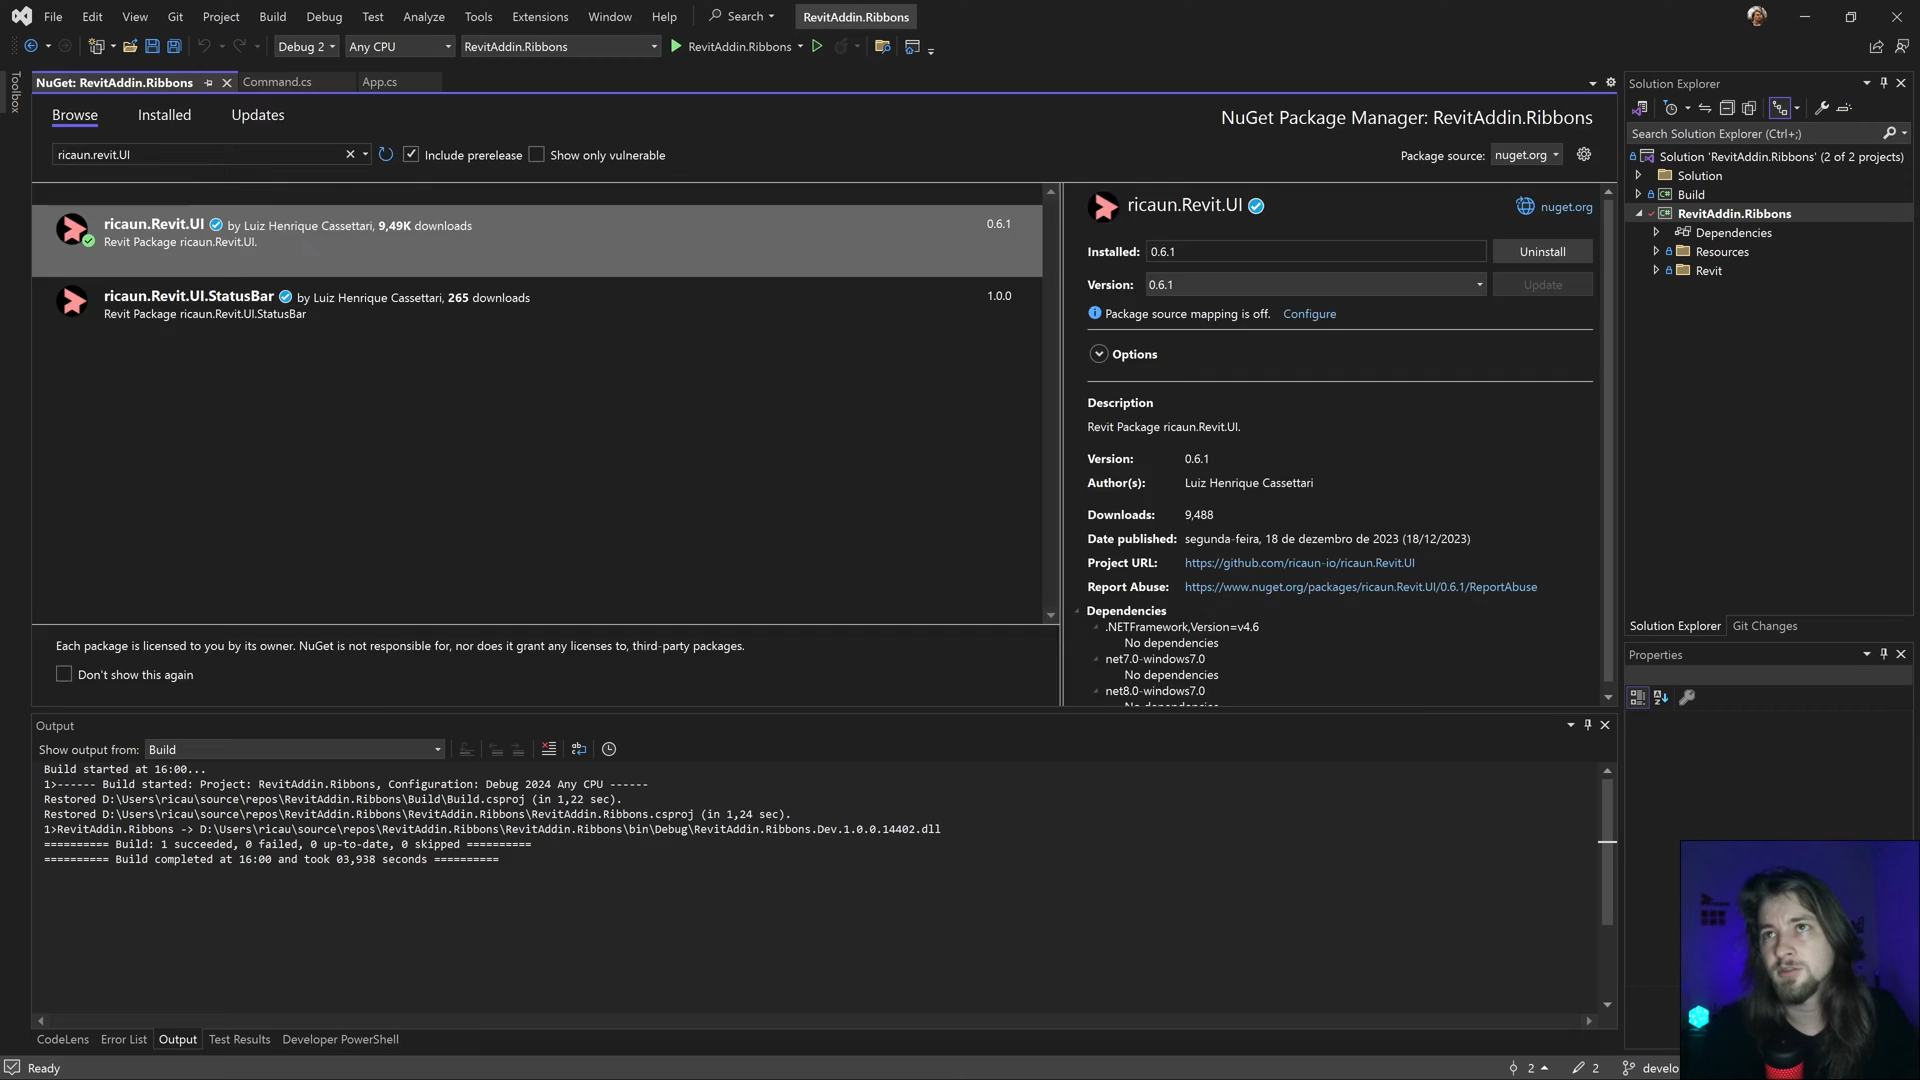 File Edit View Git Project Build Debug Test Analyze Tools Extensions Window Help Search RevitAddin.Ribbons
Debug 2 Any CPU RevitAddin.Ribbons RevitAddin.Ribbons
Toolbox
NuGet: RevitAddin.Ribbons Command.cs App.cs
Browse Installed Updates
NuGet Package Manager: RevitAddin.Ribbons
ricaun.revit.UI Include prerelease Show only vulnerable
Package source: nuget.org
ricaun.Revit.UI by Luiz Henrique Cassettari, 9,49K downloads 0.6.1
Revit Package ricaun.Revit.UI.
ricaun.Revit.UI.StatusBar by Luiz Henrique Cassettari, 265 downloads 1.0.0
Revit Package ricaun.Revit.UI.StatusBar
Each package is licensed to you by its owner. NuGet is not responsible for, nor does it grant any licenses to, third-party packages.
Don't show this again
ricaun.Revit.UI nuget.org
Installed: 0.6.1 Uninstall
Version: 0.6.1 Update
Package source mapping is off. Configure
Options
Description
Revit Package ricaun.Revit.UI.
Version: 0.6.1
Author(s): Luiz Henrique Cassettari
Downloads: 9,488
Date published: segunda-feira, 18 de dezembro de 2023 (18/12/2023)
Project URL: https://github.com/ricaun-io/ricaun.Revit.UI
Report Abuse: https://www.nuget.org/packages/ricaun.Revit.UI/0.6.1/ReportAbuse
Dependencies
.NETFramework,Version=v4.6
No dependencies
net7.0-windows7.0
No dependencies
net8.0-windows7.0
No dependencies
Solution Explorer
Search Solution Explorer (Ctrl+;)
Solution 'RevitAddin.Ribbons' (2 of 2 projects)
Solution
Build
RevitAddin.Ribbons
Dependencies
Resources
Revit
Solution Explorer Git Changes
Properties
Output
Show output from: Build
Build started at 16:00...
1>------ Build started: Project: RevitAddin.Ribbons, Configuration: Debug 2024 Any CPU ------
Restored D:\Users\ricau\source\repos\RevitAddin.Ribbons\Build\Build.csproj (in 1,22 sec).
Restored D:\Users\ricau\source\repos\RevitAddin.Ribbons\RevitAddin.Ribbons\RevitAddin.Ribbons.csproj (in 1,24 sec).
1>RevitAddin.Ribbons -> D:\Users\ricau\source\repos\RevitAddin.Ribbons\RevitAddin.Ribbons\bin\Debug\RevitAddin.Ribbons.Dev.1.0.0.14402.dll
========== Build: 1 succeeded, 0 failed, 0 up-to-date, 0 skipped ==========
========== Build completed at 16:00 and took 03,938 seconds ==========
CodeLens Error List Output Test Results Developer PowerShell
Ready 2 2 develo